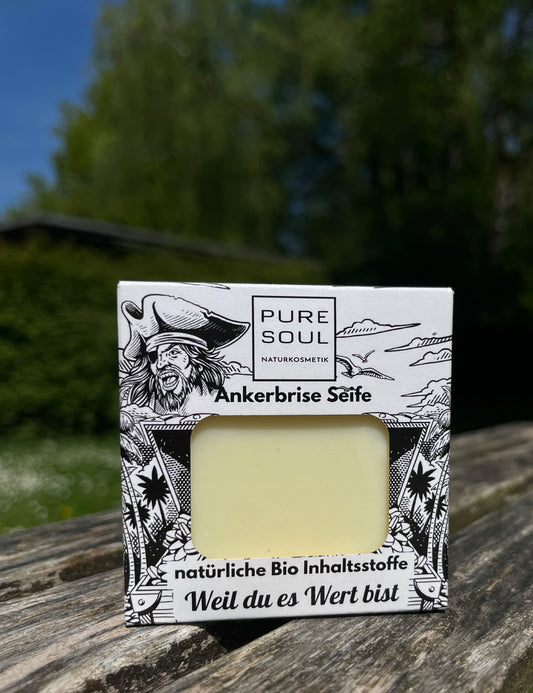 PURE
SOUL
NATURKOSMETIK
Ankerbrise Seife
natürliche Bio Inhaltsstoffe
Weil du es Wert bist